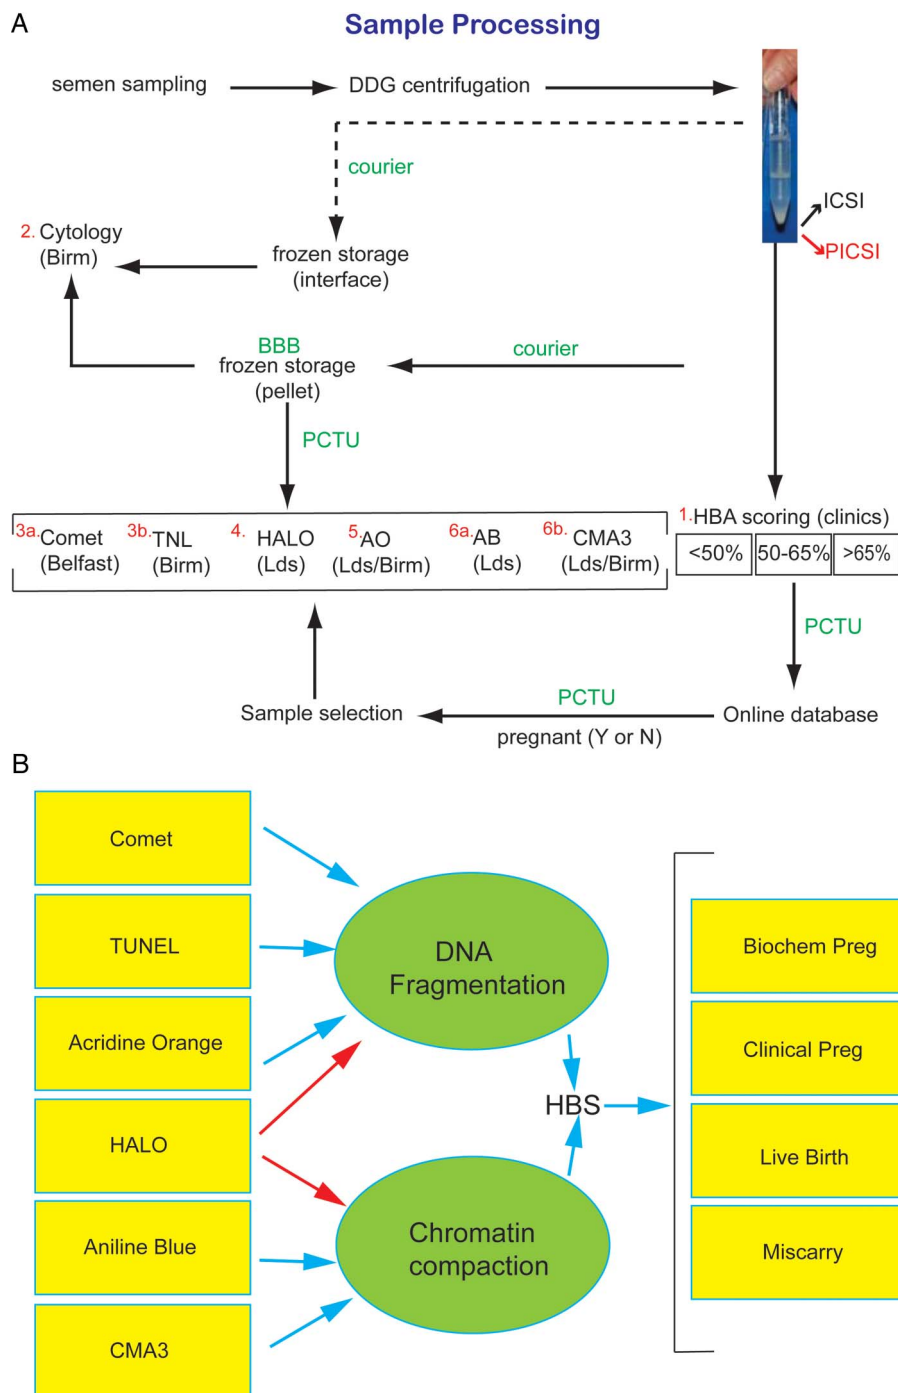 A
Sample Processing
semen sampling
DDG centrifugation
courier
ICSI
PICSI
2. Cytology
(Birm)
frozen storage
(interface)
BBB
frozen storage
(pellet)
courier
PCTU
3a. Comet
(Belfast)
3b. TNL
(Birm)
4. HALO
(Lds)
5. AO
(Lds/Birm)
6a. AB
(Lds)
6b. CMA3
(Lds/Birm)
1. HBA scoring (clinics)
<50% 50-65% >65%
PCTU
Sample selection
PCTU
pregnant (Y or N)
Online database
B
Comet
TUNEL
Acridine Orange
HALO
Aniline Blue
CMA3
DNA
Fragmentation
HBS
Chromatin
compaction
Biochem Preg
Clinical Preg
Live Birth
Miscarry